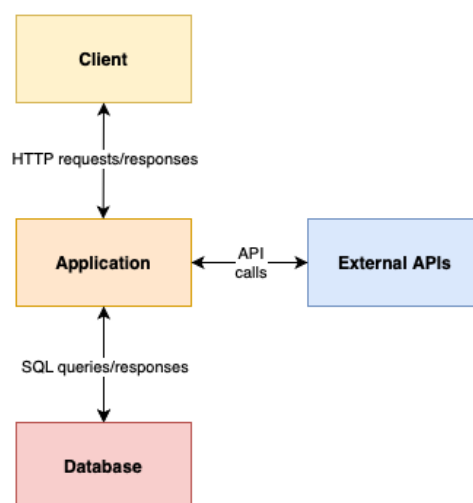 Client
HTTP requests/responses
Application
API
calls
External APIs
SQL queries/responses
Database